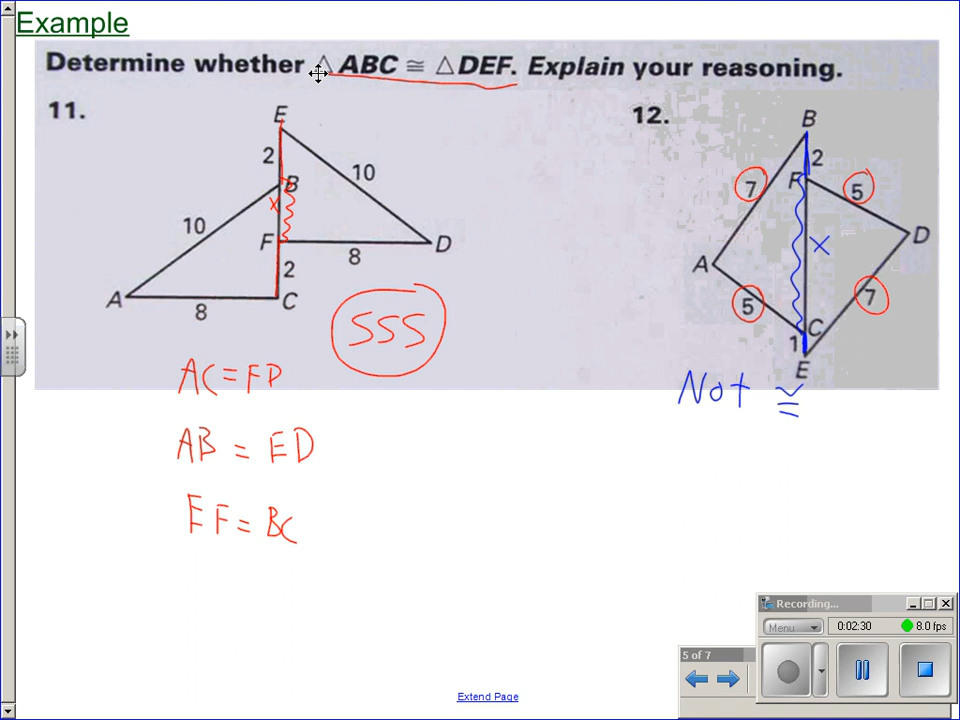 Example
Determine whether △ABC ≅ △DEF. Explain your reasoning.
11.
E
2
B
10
x
10
F
D
8
2
A
C
8
12.
B
2
7
F
5
D
x
A
5
7
C
1
E
SSS
AC = FD
AB = ED
EF = BC
Not ≅
Recording...
Menu
0:02:30
8.0 fps
5 of 7
Extend Page